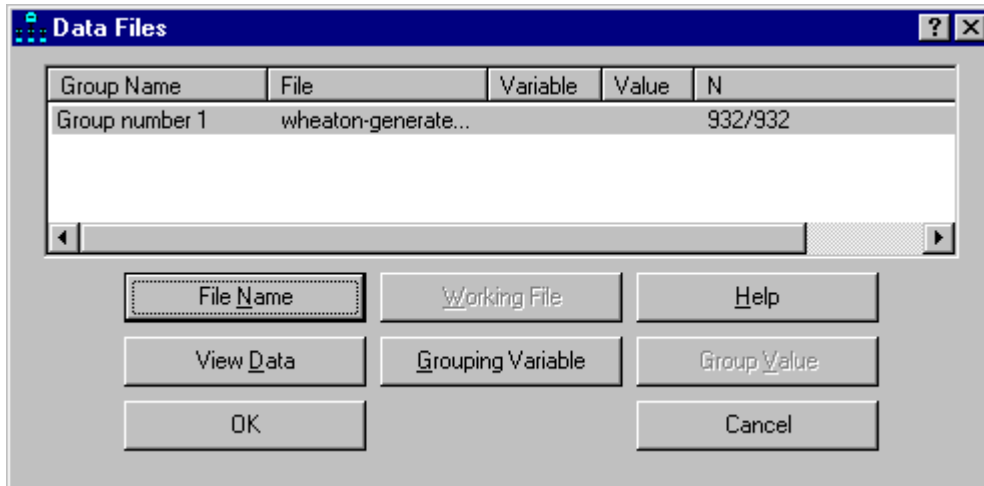 Data Files
Group Name File Variable Value N
Group number 1 wheaton-generate... 932/932
File Name Working File Help
View Data Grouping Variable Group Value
OK Cancel